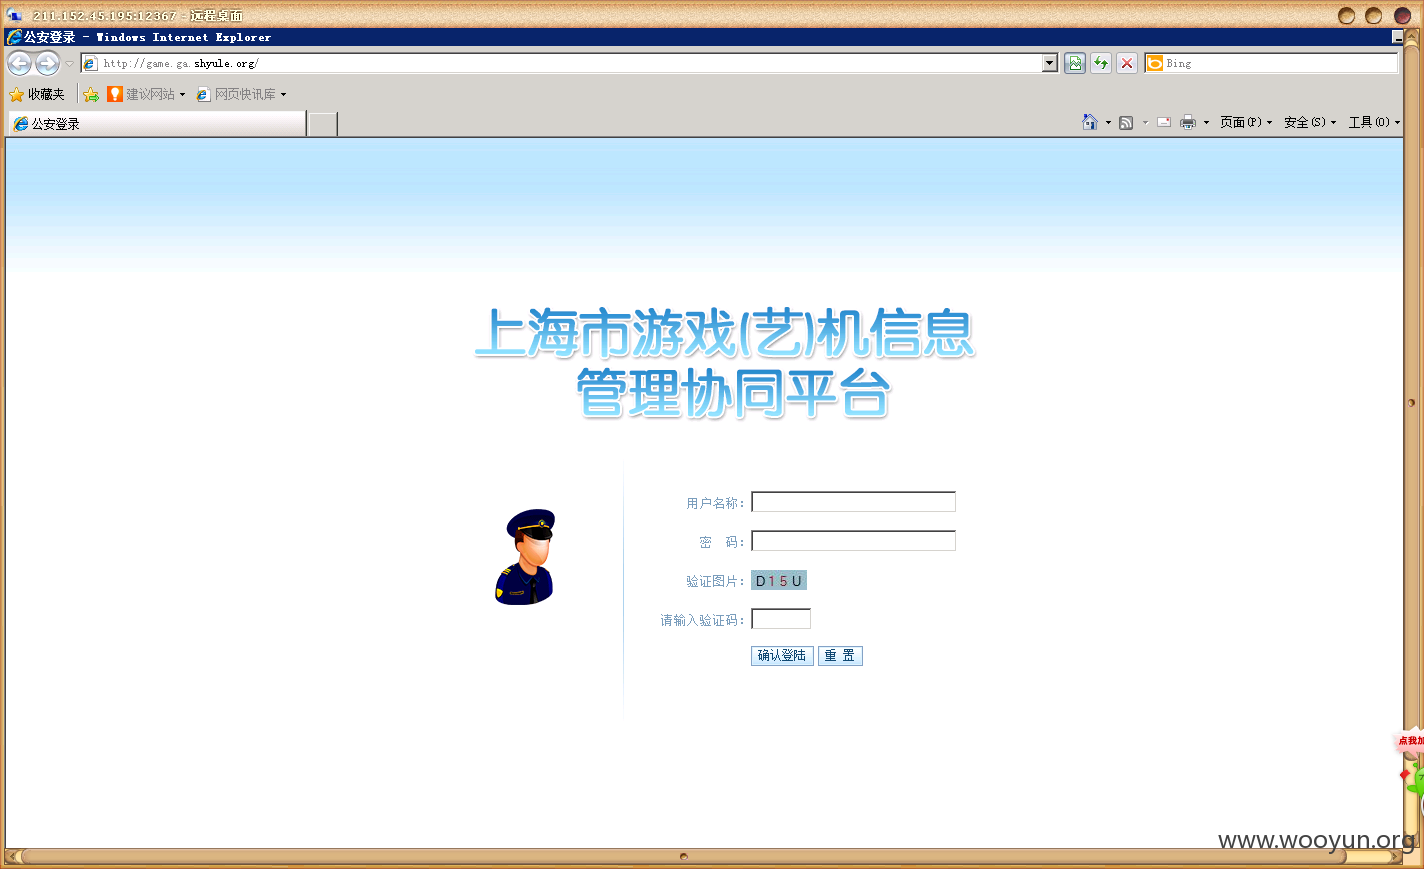 211.152.45.195:12367 - 远程桌面
公安登录 - Windows Internet Explorer
http://game.ga.shyule.org/
Bing
收藏夹 建议网站 网页快讯库
公安登录 页面(P) 安全(S) 工具(O)
上海市游戏(艺)机信息
管理协同平台
用户名称：
密 码：
验证图片： D15U
请输入验证码：
确认登陆 重 置
点我加
www.wooyun.org